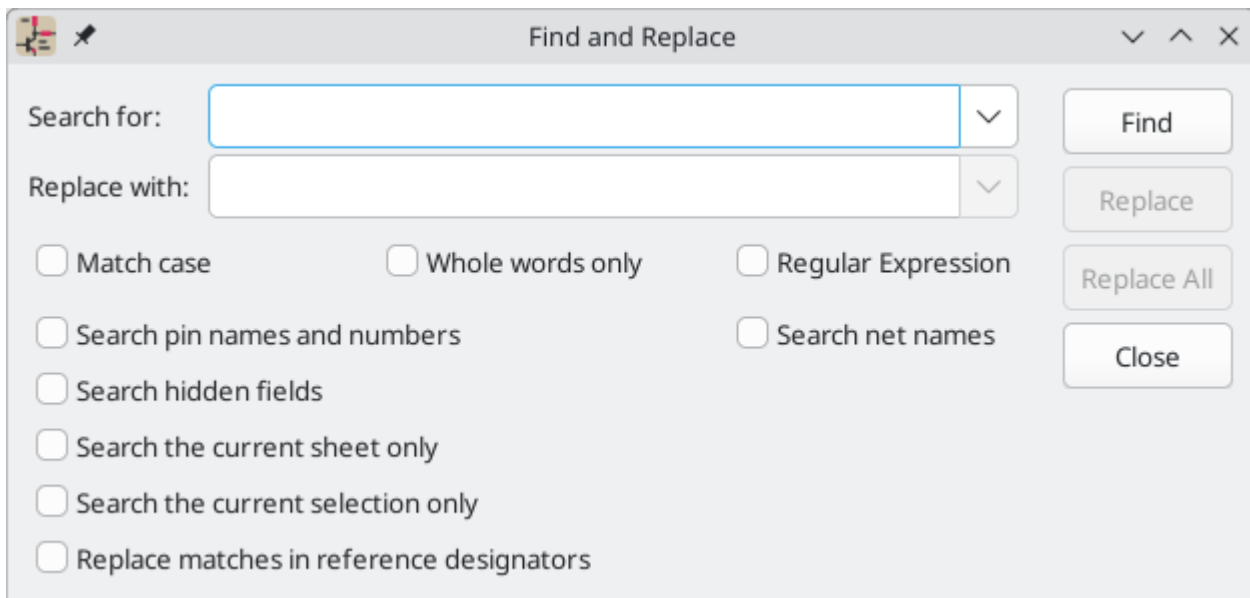 Find and Replace
Search for:
Find
Replace with:
Replace
Match case Whole words only Regular Expression
Replace All
Search pin names and numbers Search net names
Close
Search hidden fields
Search the current sheet only
Search the current selection only
Replace matches in reference designators